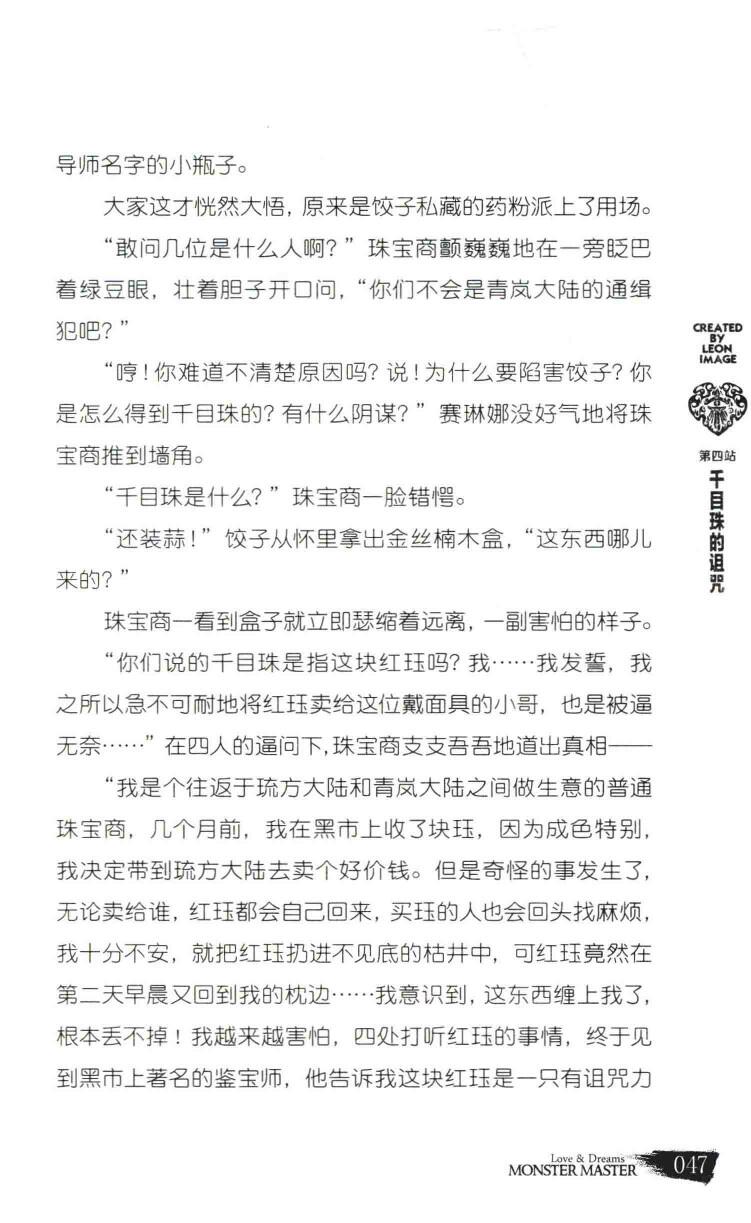 导师名字的小瓶子。
大家这才恍然大悟，原来是饺子私藏的药粉派上了用场。
“敢问几位是什么人啊？”珠宝商颤巍巍地在一旁眨巴
着绿豆眼，壮着胆子开口问，“你们不会是青岚大陆的通缉
犯吧？”
“哼！你难道不清楚原因吗？说！为什么要陷害饺子？你
是怎么得到千目珠的？有什么阴谋？”赛琳娜没好气地将珠
宝商推到墙角。
“千目珠是什么？”珠宝商一脸错愕。
“还装蒜！”饺子从怀里拿出金丝楠木盒，“这东西哪儿
来的？”
珠宝商一看到盒子就立即瑟缩着远离，一副害怕的样子。
“你们说的千目珠是指这块红珏吗？我……我发誓，我
之所以急不可耐地将红珏卖给这位戴面具的小哥，也是被逼
无奈……”在四人的逼问下，珠宝商支支吾吾地道出真相——
“我是个往返于琉方大陆和青岚大陆之间做生意的普通
珠宝商，几个月前，我在黑市上收了块珏，因为成色特别，
我决定带到琉方大陆去卖个好价钱。但是奇怪的事发生了，
无论卖给谁，红珏都会自己回来，买珏的人也会回头找麻烦，
我十分不安，就把红珏扔进不见底的枯井中，可红珏竟然在
第二天早晨又回到我的枕边……我意识到，这东西缠上我了，
根本丢不掉！我越来越害怕，四处打听红珏的事情，终于见
到黑市上著名的鉴宝师，他告诉我这块红珏是一只有诅咒力
CREATED
BY
LEON
IMAGE
第四站
千目珠的诅咒
Love & Dreams
MONSTER MASTER
047